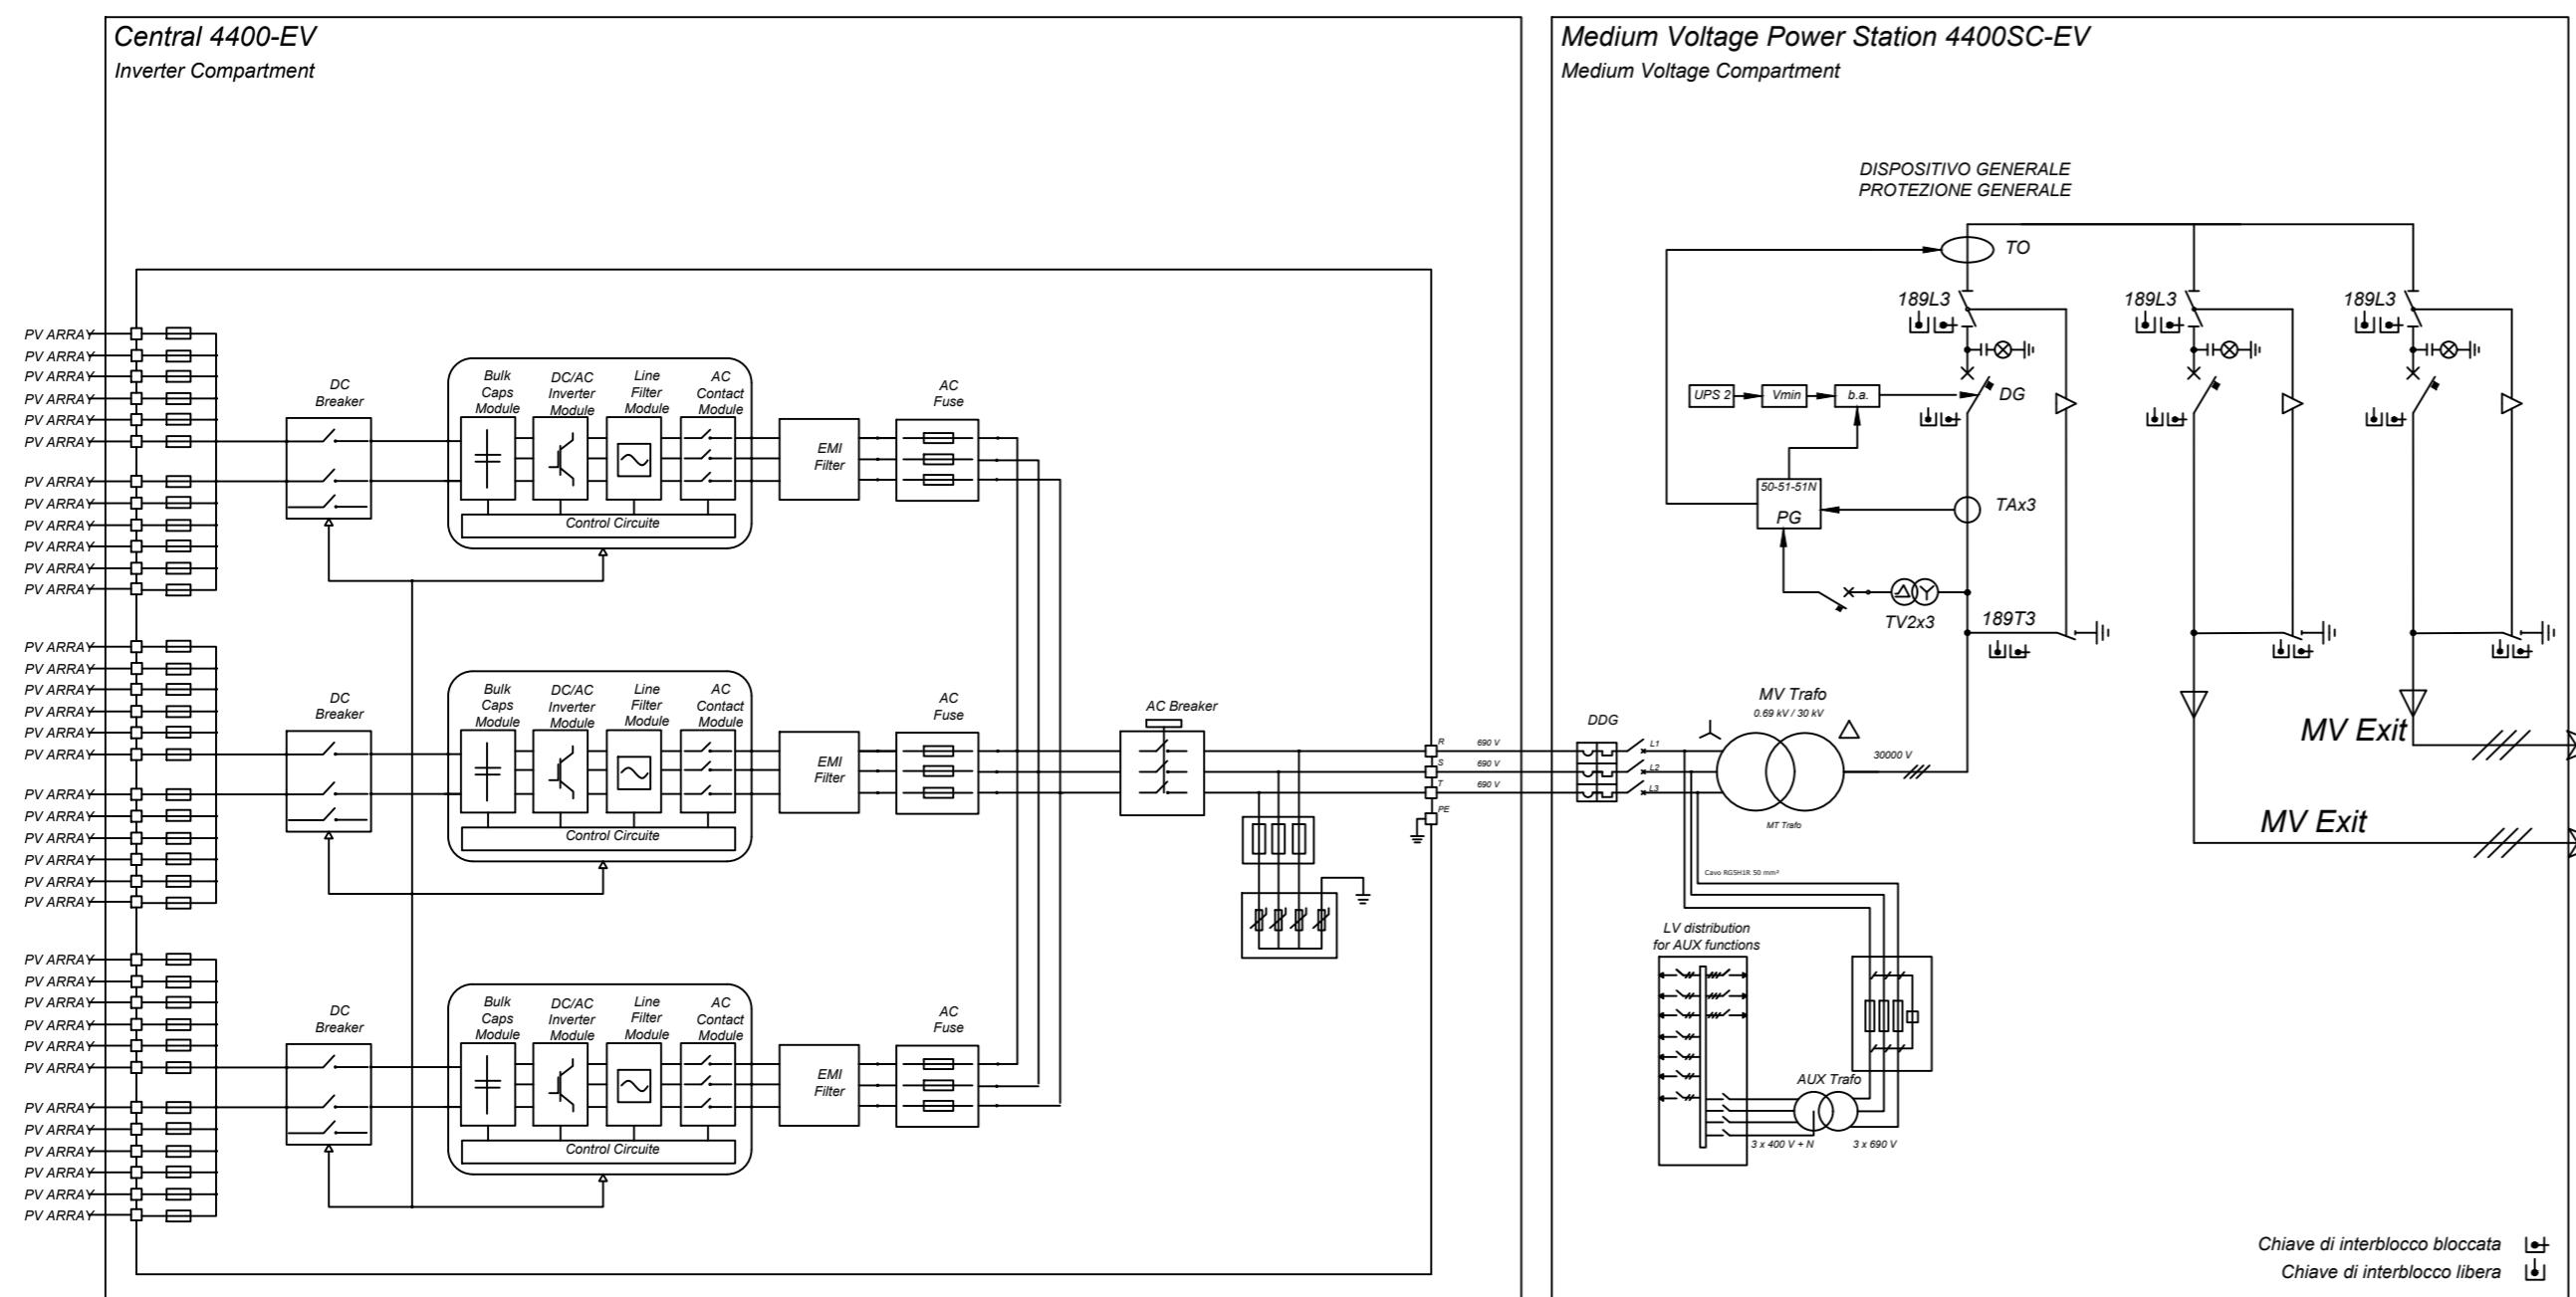 Central 4400-EV
Inverter Compartment
PV ARRAY
PV ARRAY
PV ARRAY
PV ARRAY
PV ARRAY
PV ARRAY
PV ARRAY
PV ARRAY
PV ARRAY
PV ARRAY
PV ARRAY
PV ARRAY
DC
Breaker
Bulk
Caps
Module
DC/AC
Inverter
Module
Line
Filter
Module
AC
Contact
Module
Control Circuite
EMI
Filter
AC
Fuse
PV ARRAY
PV ARRAY
PV ARRAY
PV ARRAY
PV ARRAY
PV ARRAY
PV ARRAY
PV ARRAY
PV ARRAY
PV ARRAY
PV ARRAY
PV ARRAY
DC
Breaker
Bulk
Caps
Module
DC/AC
Inverter
Module
Line
Filter
Module
AC
Contact
Module
Control Circuite
EMI
Filter
AC
Fuse
AC Breaker
R
S
T
PE
690 V
690 V
690 V
PV ARRAY
PV ARRAY
PV ARRAY
PV ARRAY
PV ARRAY
PV ARRAY
PV ARRAY
PV ARRAY
PV ARRAY
PV ARRAY
PV ARRAY
PV ARRAY
DC
Breaker
Bulk
Caps
Module
DC/AC
Inverter
Module
Line
Filter
Module
AC
Contact
Module
Control Circuite
EMI
Filter
AC
Fuse
Medium Voltage Power Station 4400SC-EV
Medium Voltage Compartment
DISPOSITIVO GENERALE
PROTEZIONE GENERALE
TO
189L3
189L3
189L3
UPS 2
Vmin
b.a.
DG
50-51-51N
PG
TAx3
TV2x3
189T3
DDG
L1
L2
L3
MV Trafo
0.69 kV / 30 kV
MT Trafo
30000 V
MV Exit
MV Exit
Cavo RG5H1R 50 mm²
LV distribution
for AUX functions
AUX Trafo
3 x 400 V + N
3 x 690 V
Chiave di interblocco bloccata
Chiave di interblocco libera